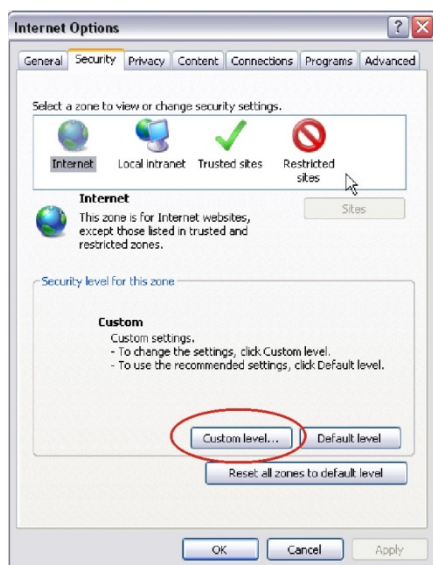 Internet Options
General Security Privacy Content Connections Programs Advanced
Select a zone to view or change security settings.
Internet
Local intranet
Trusted sites
Restricted
sites
Internet
This zone is for Internet websites,
except those listed in trusted and
restricted zones.
Sites
Security level for this zone
Custom
Custom settings.
- To change the settings, click Custom level.
- To use the recommended settings, click Default level.
Custom level... Default level
Reset all zones to default level
OK Cancel Apply